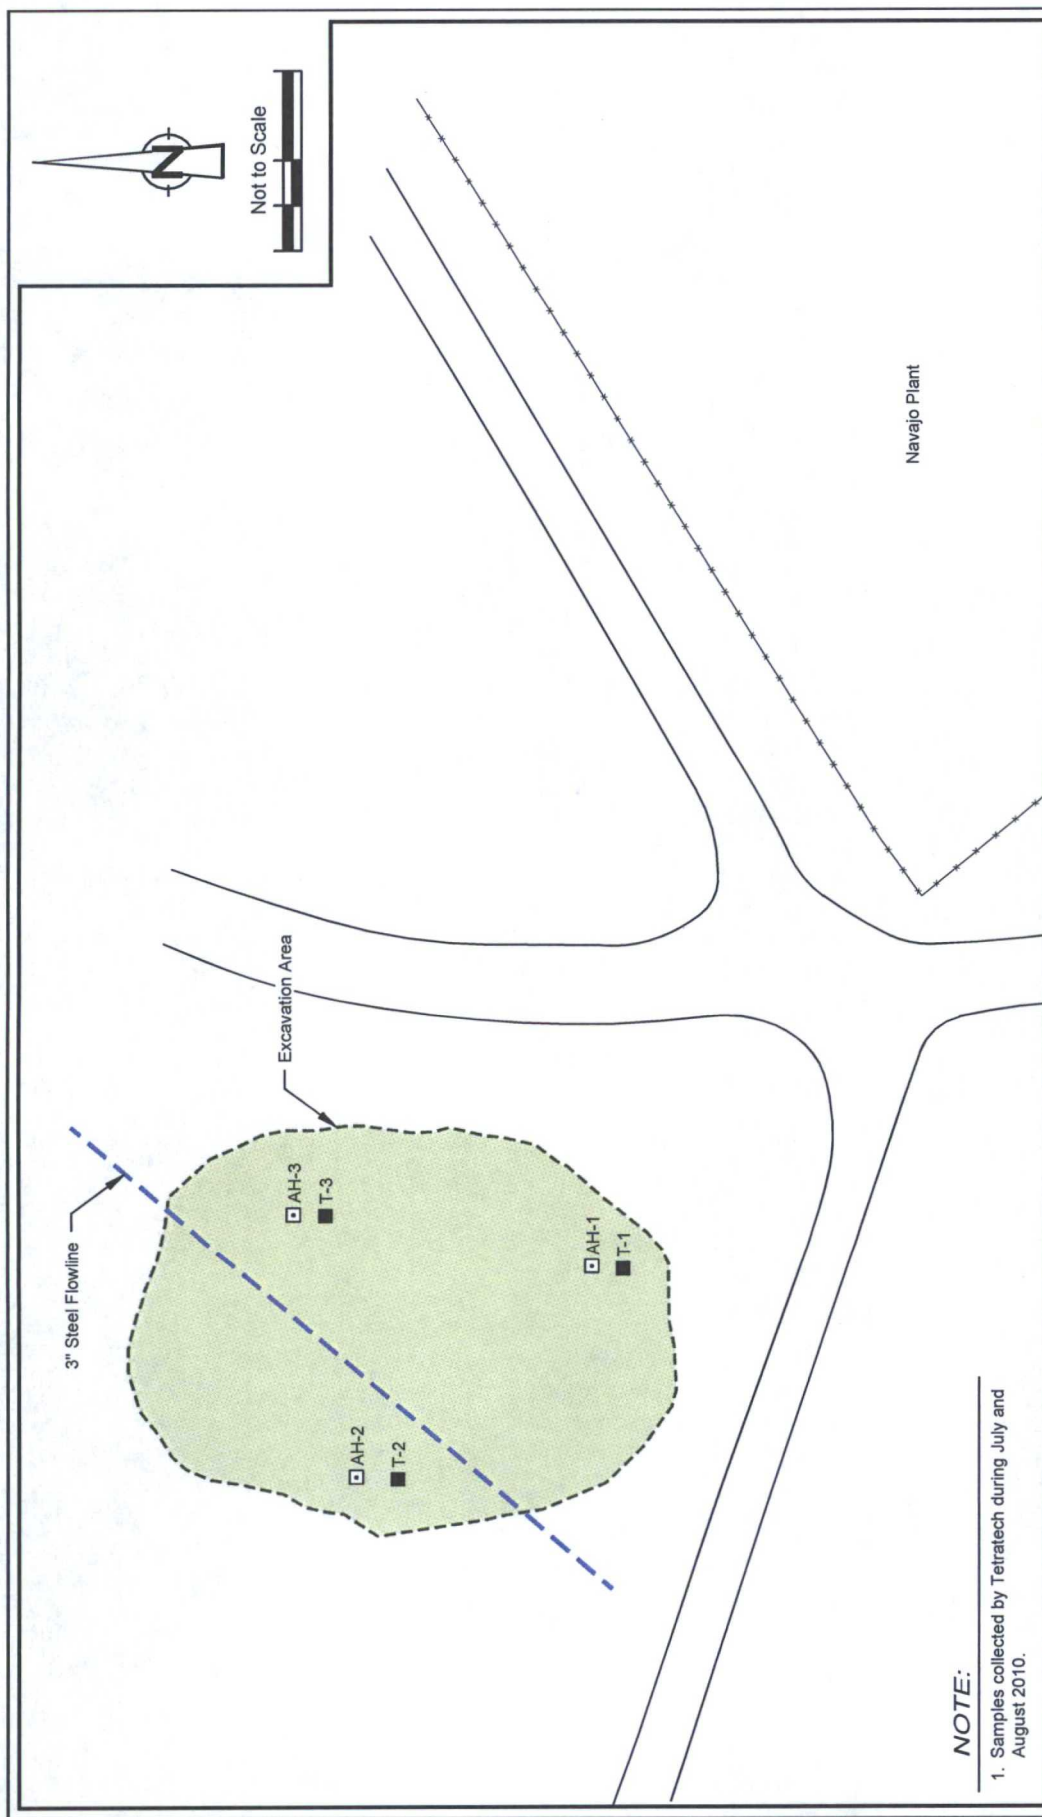 N
Not to Scale
3" Steel Flowline
Excavation Area
AH-2
T-2
AH-3
T-3
AH-1
T-1
Navajo Plant
NOTE:
1. Samples collected by Tetratech during July and
August 2010.